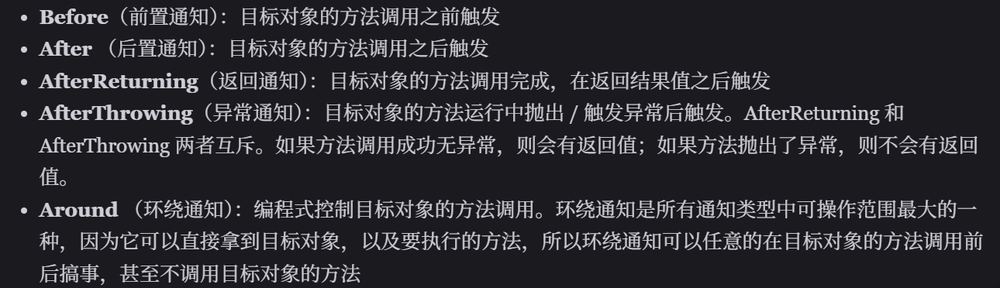 • Before（前置通知）：目标对象的方法调用之前触发
• After （后置通知）：目标对象的方法调用之后触发
• AfterReturning（返回通知）：目标对象的方法调用完成，在返回结果值之后触发
• AfterThrowing（异常通知）：目标对象的方法运行中抛出 / 触发异常后触发。AfterReturning 和
AfterThrowing 两者互斥。如果方法调用成功无异常，则会有返回值；如果方法抛出了异常，则不会有返回
值。
• Around （环绕通知）：编程式控制目标对象的方法调用。环绕通知是所有通知类型中可操作范围最大的一
种，因为它可以直接拿到目标对象，以及要执行的方法，所以环绕通知可以任意的在目标对象的方法调用前
后搞事，甚至不调用目标对象的方法